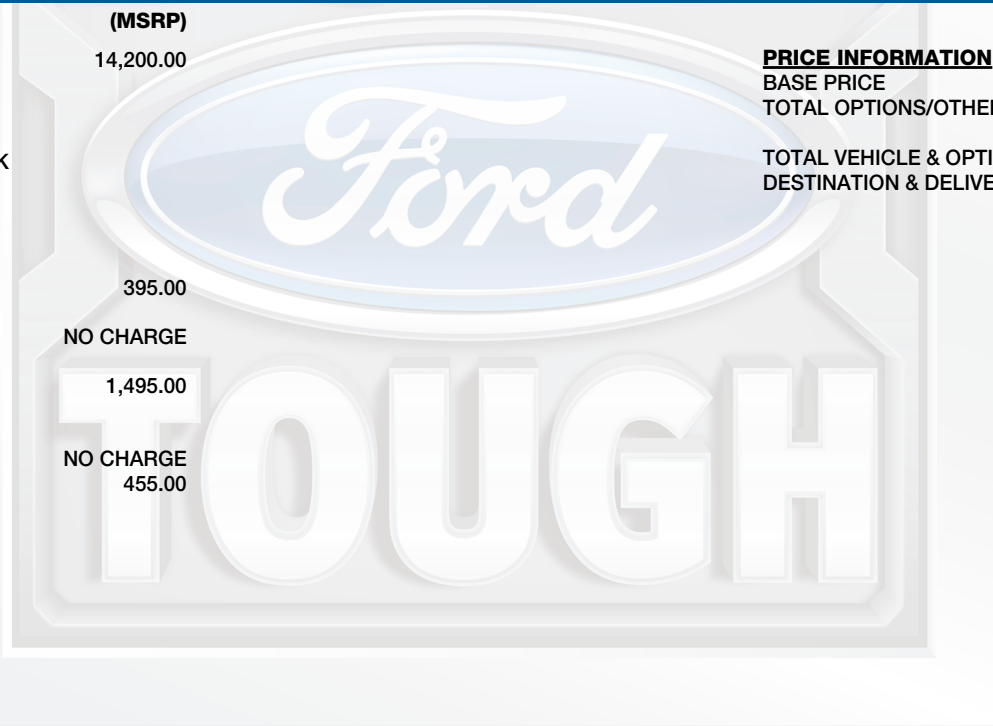 (MSRP)
14,200.00
K
395.00
NO CHARGE
1,495.00
NO CHARGE
455.00
PRICE INFORMATION
BASE PRICE
TOTAL OPTIONS/OTHER
TOTAL VEHICLE & OPTI
DESTINATION & DELIVE
Ford
TOUGH